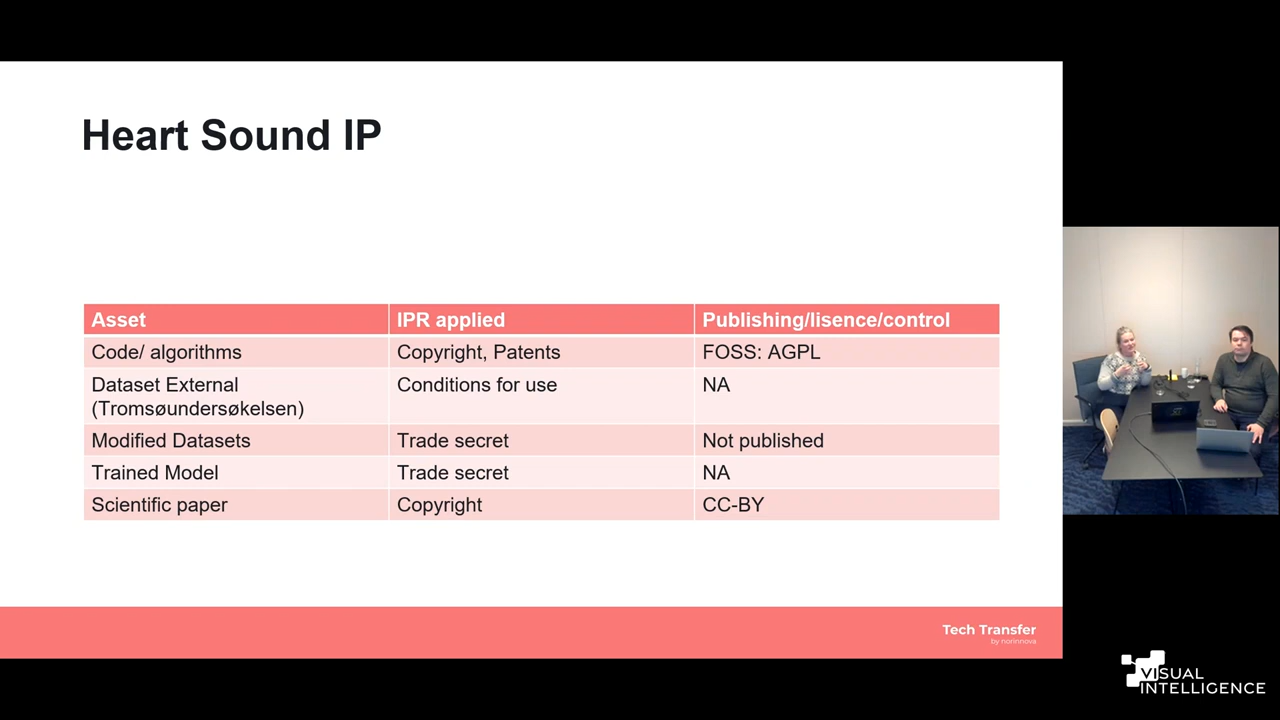 Heart Sound IP
Asset IPR applied Publishing/lisence/control
Code/ algorithms Copyright, Patents FOSS: AGPL
Dataset External (Tromsøundersøkelsen) Conditions for use NA
Modified Datasets Trade secret Not published
Trained Model Trade secret NA
Scientific paper Copyright CC-BY
Tech Transfer
by norinnova
VISUAL
INTELLIGENCE